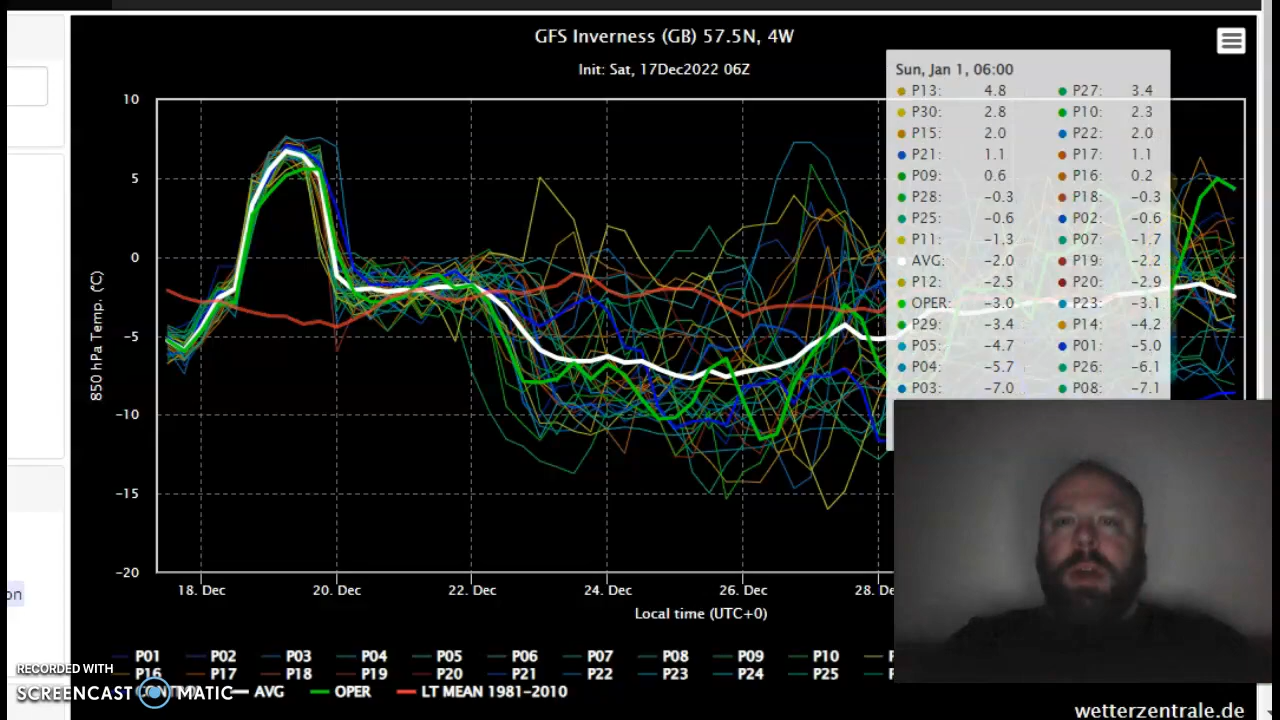 GFS Inverness (GB) 57.5N, 4W
Init: Sat, 17Dec2022 06Z
Sun, Jan 1, 06:00
P13: 4.8 P27: 3.4
P30: 2.8 P10: 2.3
P15: 2.0 P22: 2.0
P21: 1.1 P17: 1.1
P09: 0.6 P16: 0.2
P28: −0.3 P18: −0.3
P25: −0.6 P02: −0.6
P11: −1.3 P07: −1.7
AVG: −2.0 P19: −2.2
P12: −2.5 P20: −2.9
OPER: −3.0 P23: −3.1
P29: −3.4 P14: −4.2
P05: −4.7 P01: −5.0
P04: −5.7 P26: −6.1
P03: −7.0 P08: −7.1
850 hPa Temp. (°C)
10
5
0
−5
−10
−15
−20
18. Dec 20. Dec 22. Dec 24. Dec 26. Dec 28.
Local time (UTC+0)
on
P01 P02 P03 P04 P05 P06 P07 P08 P09 P10
P16 P17 P18 P19 P20 P21 P22 P23 P24 P25
AVG OPER LT MEAN 1981-2010
RECORDED WITH
SCREENCAST MATIC
wetterzentrale.de